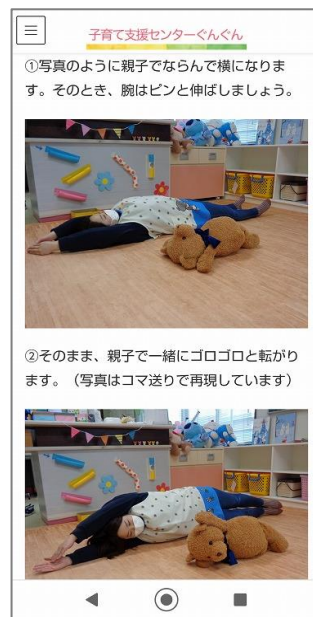 子育て支援センターぐんぐん
①写真のように親子でならんで横になりま
す。そのとき、腕はピンと伸ばしましょう。
②そのまま、親子で一緒にゴロゴロと転がり
ます。（写真はコマ送りで再現しています）